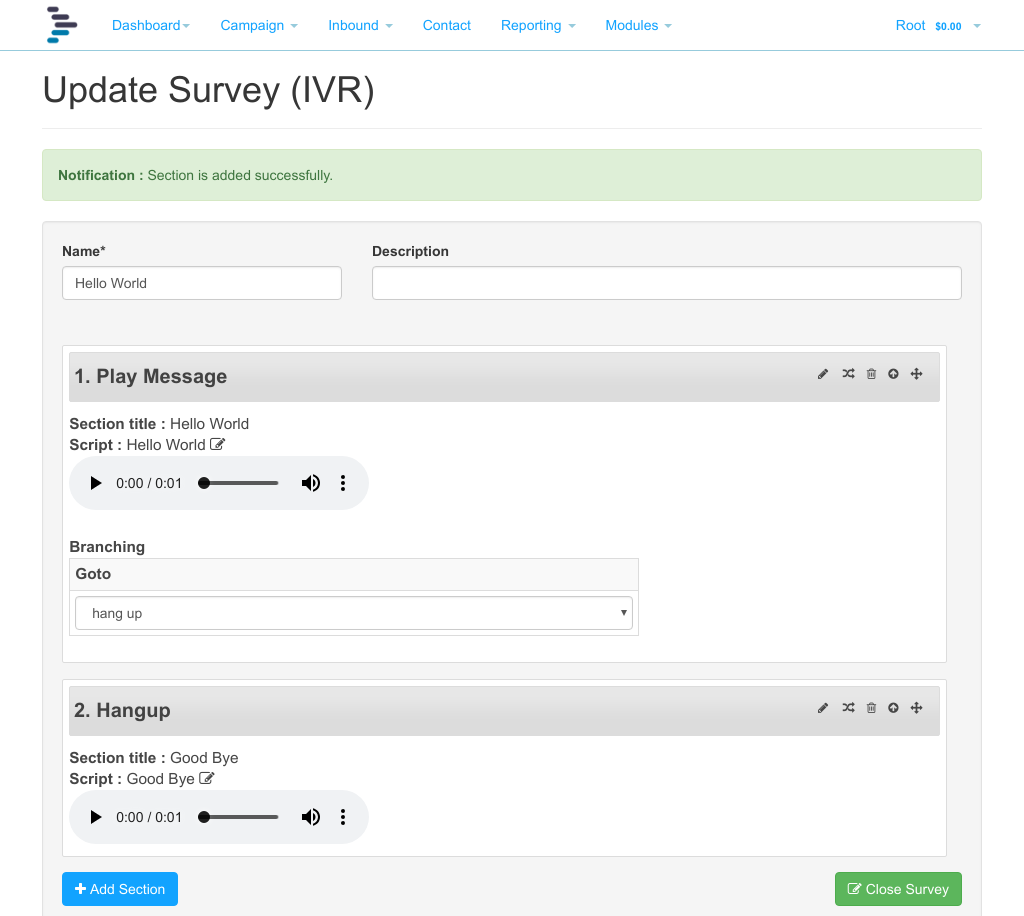 Dashboard Campaign Inbound Contact Reporting Modules Root $0.00
Update Survey (IVR)
Notification : Section is added successfully.
Name* Description
Hello World
1. Play Message
Section title : Hello World
Script : Hello World
0:00 / 0:01
Branching
Goto
hang up
2. Hangup
Section title : Good Bye
Script : Good Bye
0:00 / 0:01
Add Section Close Survey